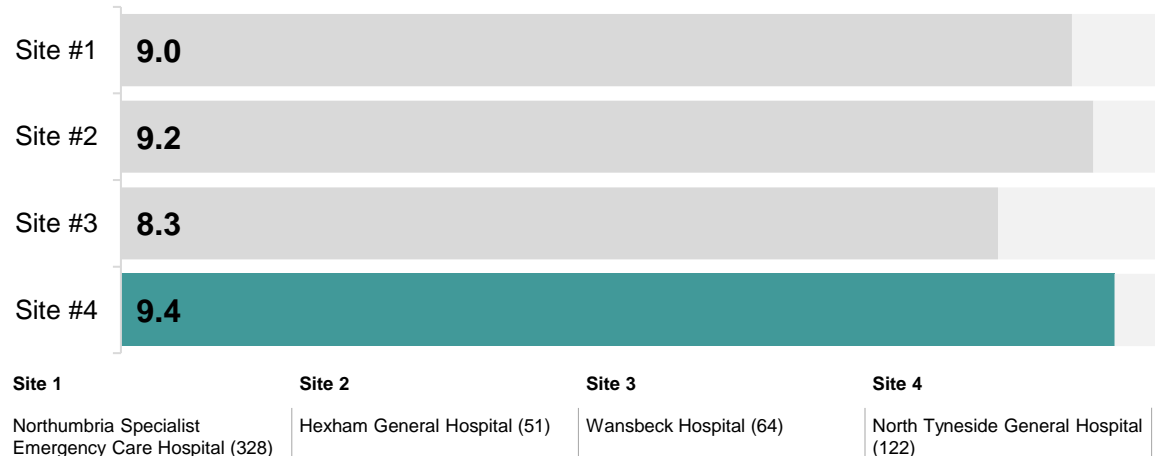 Site #1
9.0
Site #2
9.2
Site #3
8.3
Site #4
9.4
Site 1
Site 2
Site 3
Site 4
Northumbria Specialist
Emergency Care Hospital (328)
Hexham General Hospital (51)
Wansbeck Hospital (64)
North Tyneside General Hospital
(122)